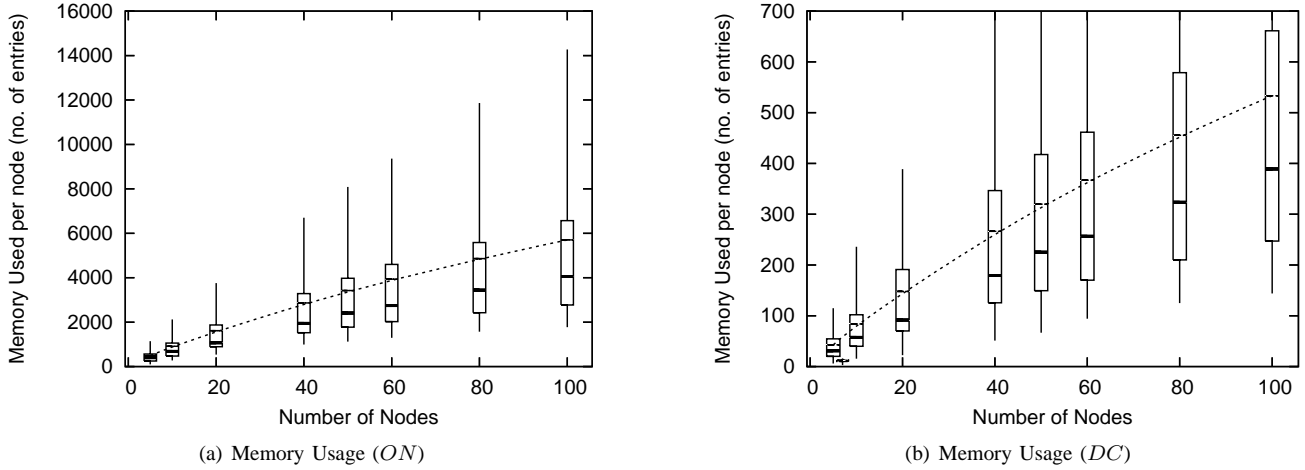 Memory Used per node (no. of entries)
16000
14000
12000
10000
8000
6000
4000
2000
0
0 20 40 60 80 100
Number of Nodes
(a) Memory Usage (ON)
Memory Used per node (no. of entries)
700
600
500
400
300
200
100
0
0 20 40 60 80 100
Number of Nodes
(b) Memory Usage (DC)